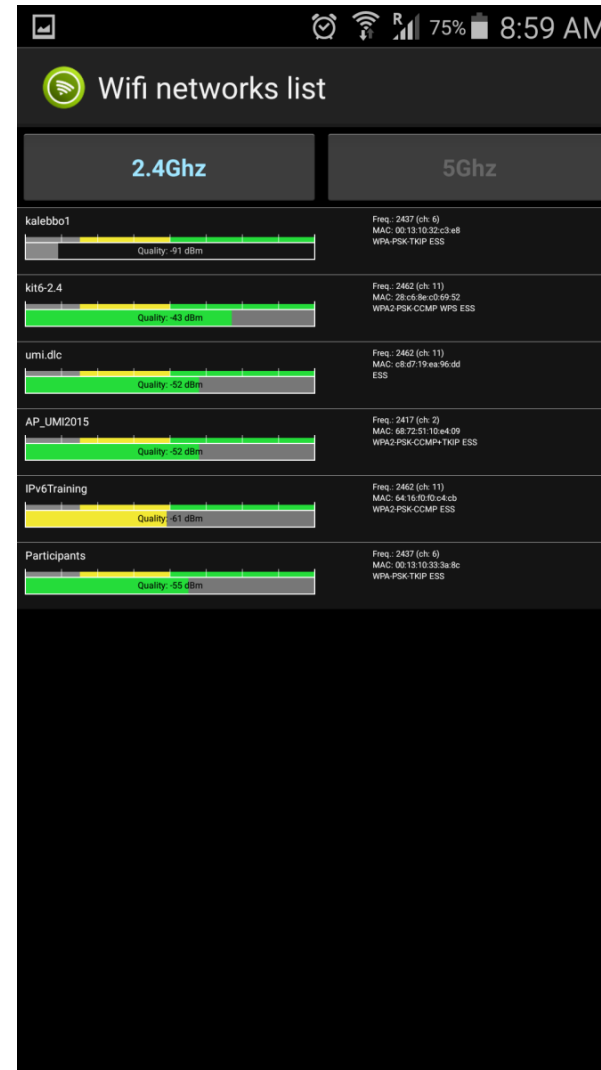 R 75% 8:59 AM
Wifi networks list
2.4Ghz 5Ghz
kalebbo1
Quality: -91 dBm
Freq.: 2437 (ch: 6)
MAC: 00:13:10:32:c3:e8
WPA-PSK-TKIP ESS
kit6-2.4
Quality: -43 dBm
Freq.: 2462 (ch: 11)
MAC: 28:c6:8e:c0:69:52
WPA2-PSK-CCMP WPS ESS
umi.dlc
Quality: -52 dBm
Freq.: 2462 (ch: 11)
MAC: c8:d7:19:ea:96:dd
ESS
AP_UMI2015
Quality: -52 dBm
Freq.: 2417 (ch: 2)
MAC: 68:72:51:10:e4:09
WPA2-PSK-CCMP+TKIP ESS
IPv6Training
Quality: -61 dBm
Freq.: 2462 (ch: 11)
MAC: 64:16:f0:f0:c4:cb
WPA2-PSK-CCMP ESS
Participants
Quality: -55 dBm
Freq.: 2437 (ch: 6)
MAC: 00:13:10:33:3a:8c
WPA-PSK-TKIP ESS